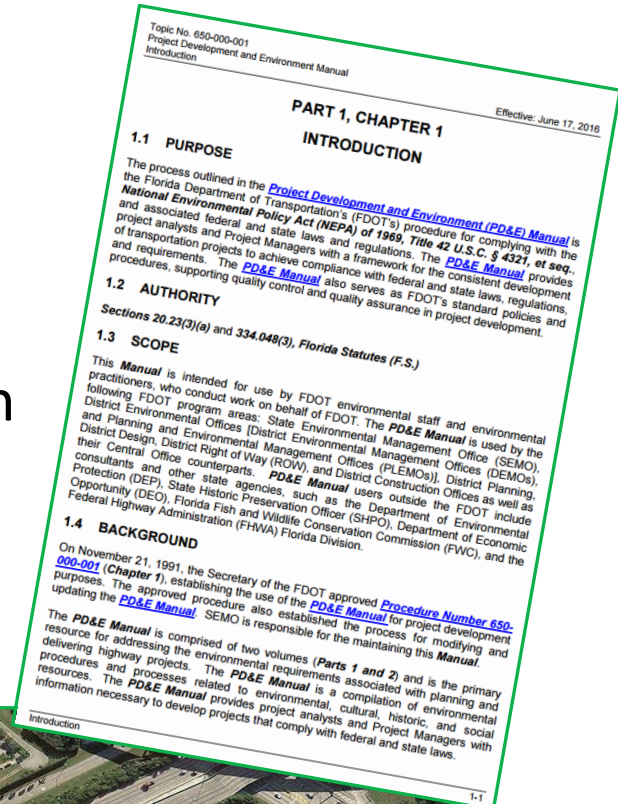 Topic No. 650-000-001
Project Development and Environment Manual
Introduction
Effective: June 17, 2016
PART 1, CHAPTER 1
INTRODUCTION
1.1 PURPOSE
The process outlined in the Project Development and Environment (PD&E) Manual is
the Florida Department of Transportation's (FDOT's) procedure for complying with the
National Environmental Policy Act (NEPA) of 1969, Title 42 U.S.C. § 4321, et seq.,
and associated federal and state laws and regulations. The PD&E Manual provides
project analysts and Project Managers with a framework for the consistent development
of transportation projects to achieve compliance with federal and state laws, regulations,
and requirements. The PD&E Manual also serves as FDOT's standard policies and
procedures, supporting quality control and quality assurance in project development.
1.2 AUTHORITY
Sections 20.23(3)(a) and 334.048(3), Florida Statutes (F.S.)
1.3 SCOPE
This Manual is intended for use by FDOT environmental staff and environmental
practitioners, who conduct work on behalf of FDOT. The PD&E Manual is used by the
following FDOT program areas: State Environmental Management Office (SEMO),
District Environmental Offices [District Environmental Management Offices (DEMOs),
and Planning and Environmental Management Offices (PLEMOs)], District Planning,
District Design, District Right of Way (ROW), and District Construction Offices as well as
their Central Office counterparts. PD&E Manual users outside the FDOT include
consultants and other state agencies, such as the Department of Environmental
Protection (DEP), State Historic Preservation Officer (SHPO), Department of Economic
Opportunity (DEO), Florida Fish and Wildlife Conservation Commission (FWC), and the
Federal Highway Administration (FHWA) Florida Division.
1.4 BACKGROUND
On November 21, 1991, the Secretary of the FDOT approved Procedure Number 650-
000-001 (Chapter 1), establishing the use of the PD&E Manual for project development
purposes. The approved procedure also established the process for modifying and
updating the PD&E Manual. SEMO is responsible for the maintaining this Manual.
The PD&E Manual is comprised of two volumes (Parts 1 and 2) and is the primary
resource for addressing the environmental requirements associated with planning and
delivering highway projects. The PD&E Manual is a compilation of environmental
procedures and processes related to environmental, cultural, historic, and social
resources. The PD&E Manual provides project analysts and Project Managers with
information necessary to develop projects that comply with federal and state laws.
Introduction
1-1
n